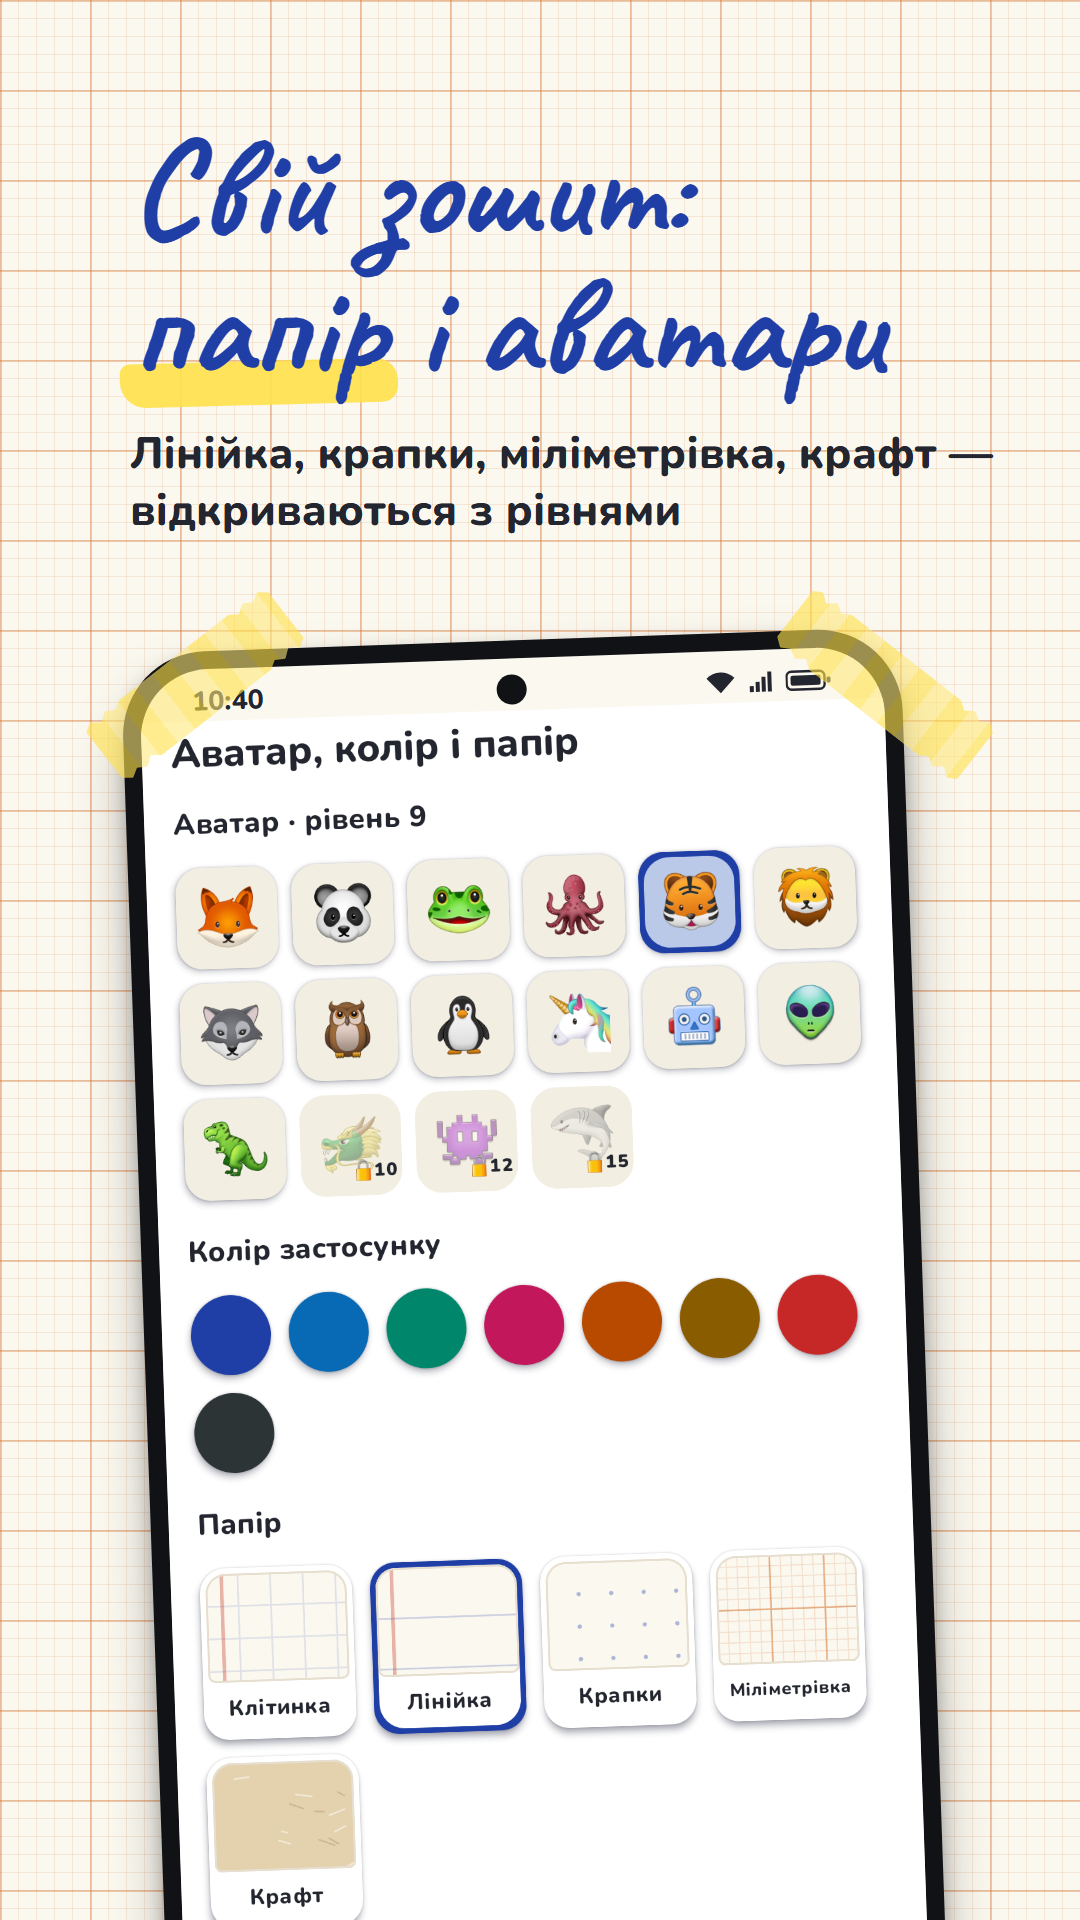 Свій зошит:
папір і аватари
Лінійка, крапки, міліметрівка, крафт —
відкриваються з рівнями
10:40
Аватар, колір і папір
Аватар · рівень 9
10
12
15
Колір застосунку
Папір
Клітинка
Лінійка
Крапки
Міліметрівка
Крафт